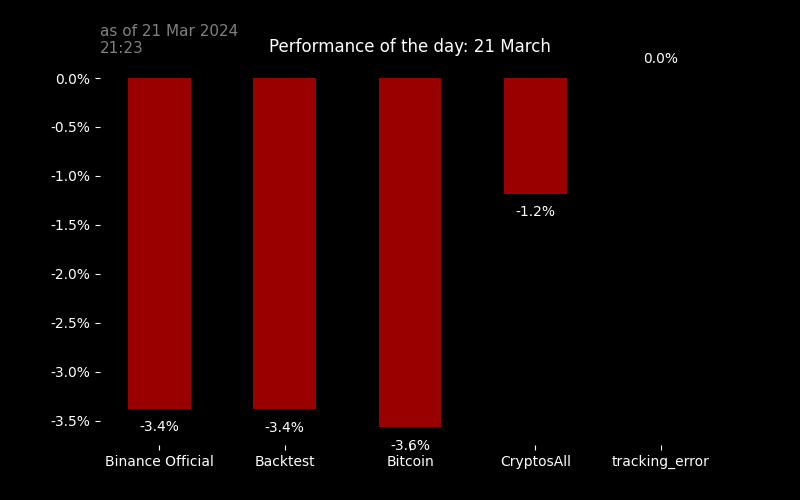 as of 21 Mar 2024
21:23
Performance of the day: 21 March
0.0%
0.0%
-0.5%
-1.0%
-1.2%
-1.5%
-2.0%
-2.5%
-3.0%
-3.5%
-3.4%
-3.4%
-3.6%
Binance Official
Backtest
Bitcoin
CryptosAll
tracking_error